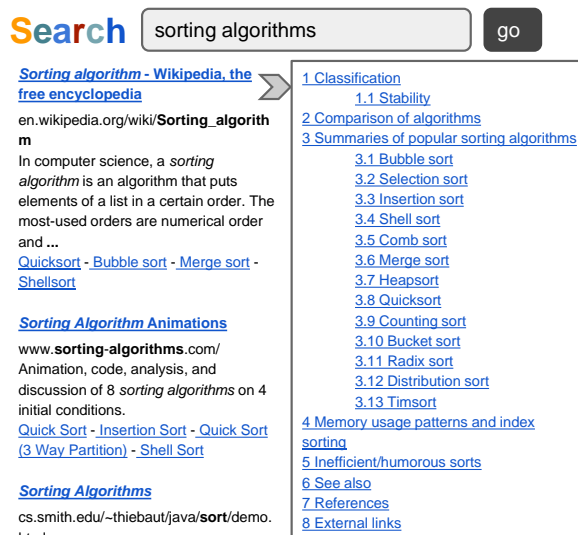 Search sorting algorithms go
Sorting algorithm - Wikipedia, the
free encyclopedia
en.wikipedia.org/wiki/Sorting_algorith
m
In computer science, a sorting
algorithm is an algorithm that puts
elements of a list in a certain order. The
most-used orders are numerical order
and ...
Quicksort - Bubble sort - Merge sort -
Shellsort
Sorting Algorithm Animations
www.sorting-algorithms.com/
Animation, code, analysis, and
discussion of 8 sorting algorithms on 4
initial conditions.
Quick Sort - Insertion Sort - Quick Sort
(3 Way Partition) - Shell Sort
Sorting Algorithms
cs.smith.edu/~thiebaut/java/sort/demo.
1 Classification
1.1 Stability
2 Comparison of algorithms
3 Summaries of popular sorting algorithms
3.1 Bubble sort
3.2 Selection sort
3.3 Insertion sort
3.4 Shell sort
3.5 Comb sort
3.6 Merge sort
3.7 Heapsort
3.8 Quicksort
3.9 Counting sort
3.10 Bucket sort
3.11 Radix sort
3.12 Distribution sort
3.13 Timsort
4 Memory usage patterns and index
sorting
5 Inefficient/humorous sorts
6 See also
7 References
8 External links